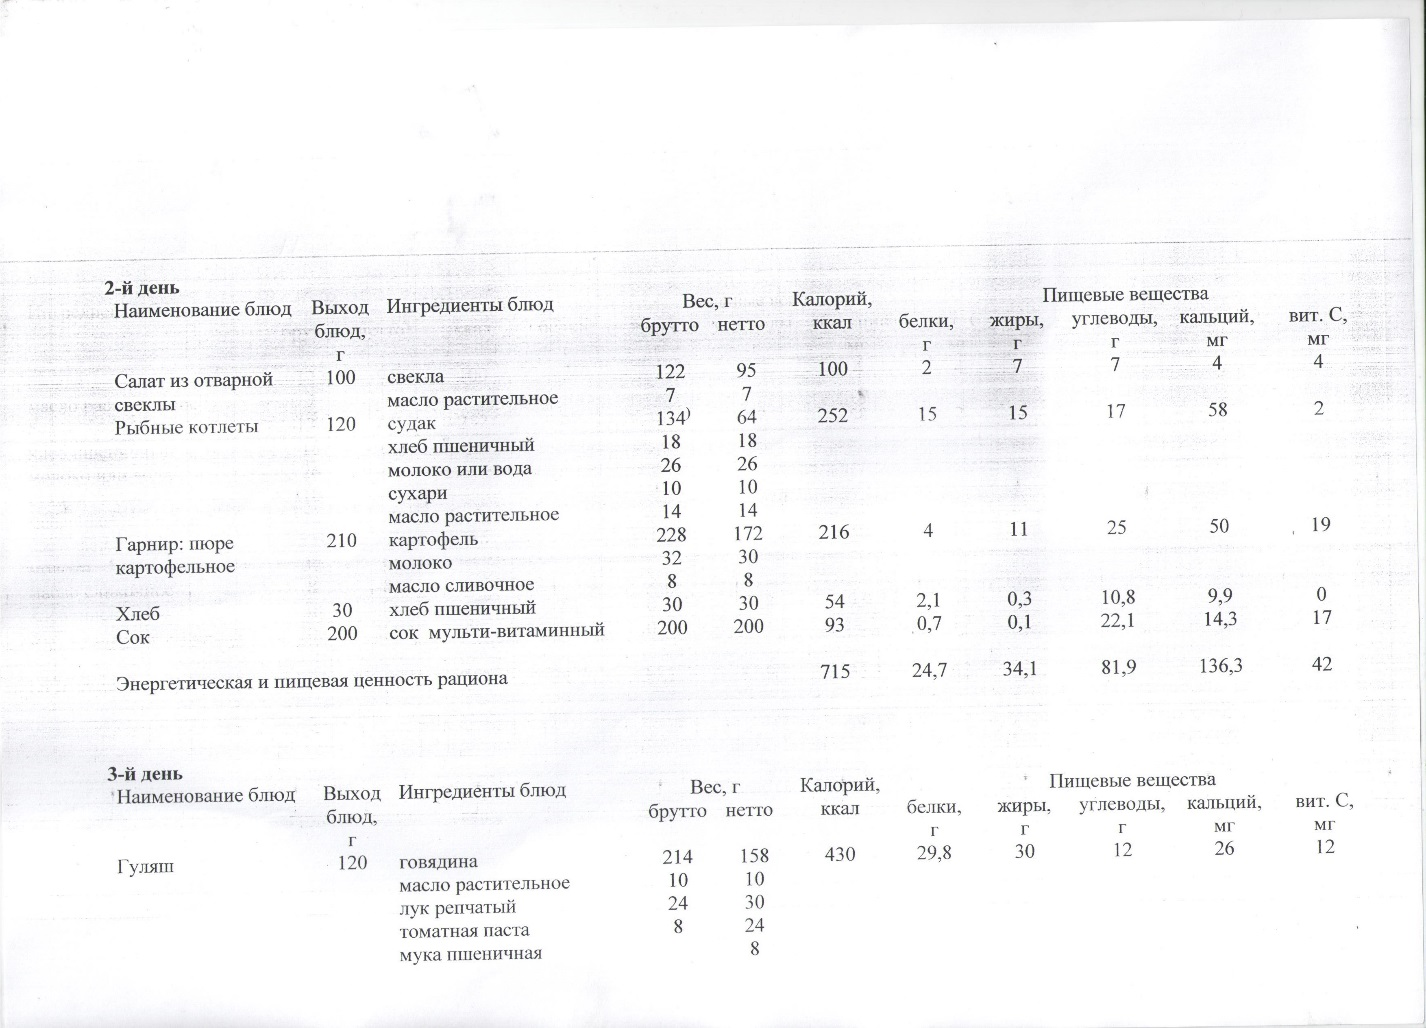 2-й день
Наименование блюд Выход блюд, г Ингредиенты блюд Вес, г Калорий, ккал Пищевые вещества
брутто нетто белки, г жиры, г углеводы, г кальций, мг вит. С, мг
Салат из отварной 100 свекла 122 95 100 2 7 7 4 4
свеклы масло растительное 7 7
Рыбные котлеты 120 судак 134) 64 252 15 15 17 58 2
хлеб пшеничный 18 18
молоко или вода 26 26
сухари 10 10
масло растительное 14 14
Гарнир: пюре 210 картофель 228 172 216 4 11 25 50 19
картофельное молоко 32 30
масло сливочное 8 8
Хлеб 30 хлеб пшеничный 30 30 54 2,1 0,3 10,8 9,9 0
Сок 200 сок мульти-витаминный 200 200 93 0,7 0,1 22,1 14,3 17
Энергетическая и пищевая ценность рациона 715 24,7 34,1 81,9 136,3 42
3-й день
Наименование блюд Выход блюд, г Ингредиенты блюд Вес, г Калорий, ккал Пищевые вещества
брутто нетто белки, г жиры, г углеводы, г кальций, мг вит. С, мг
Гуляш 120 говядина 214 158 430 29,8 30 12 26 12
масло растительное 10 10
лук репчатый 24 30
томатная паста 8 24
мука пшеничная 8